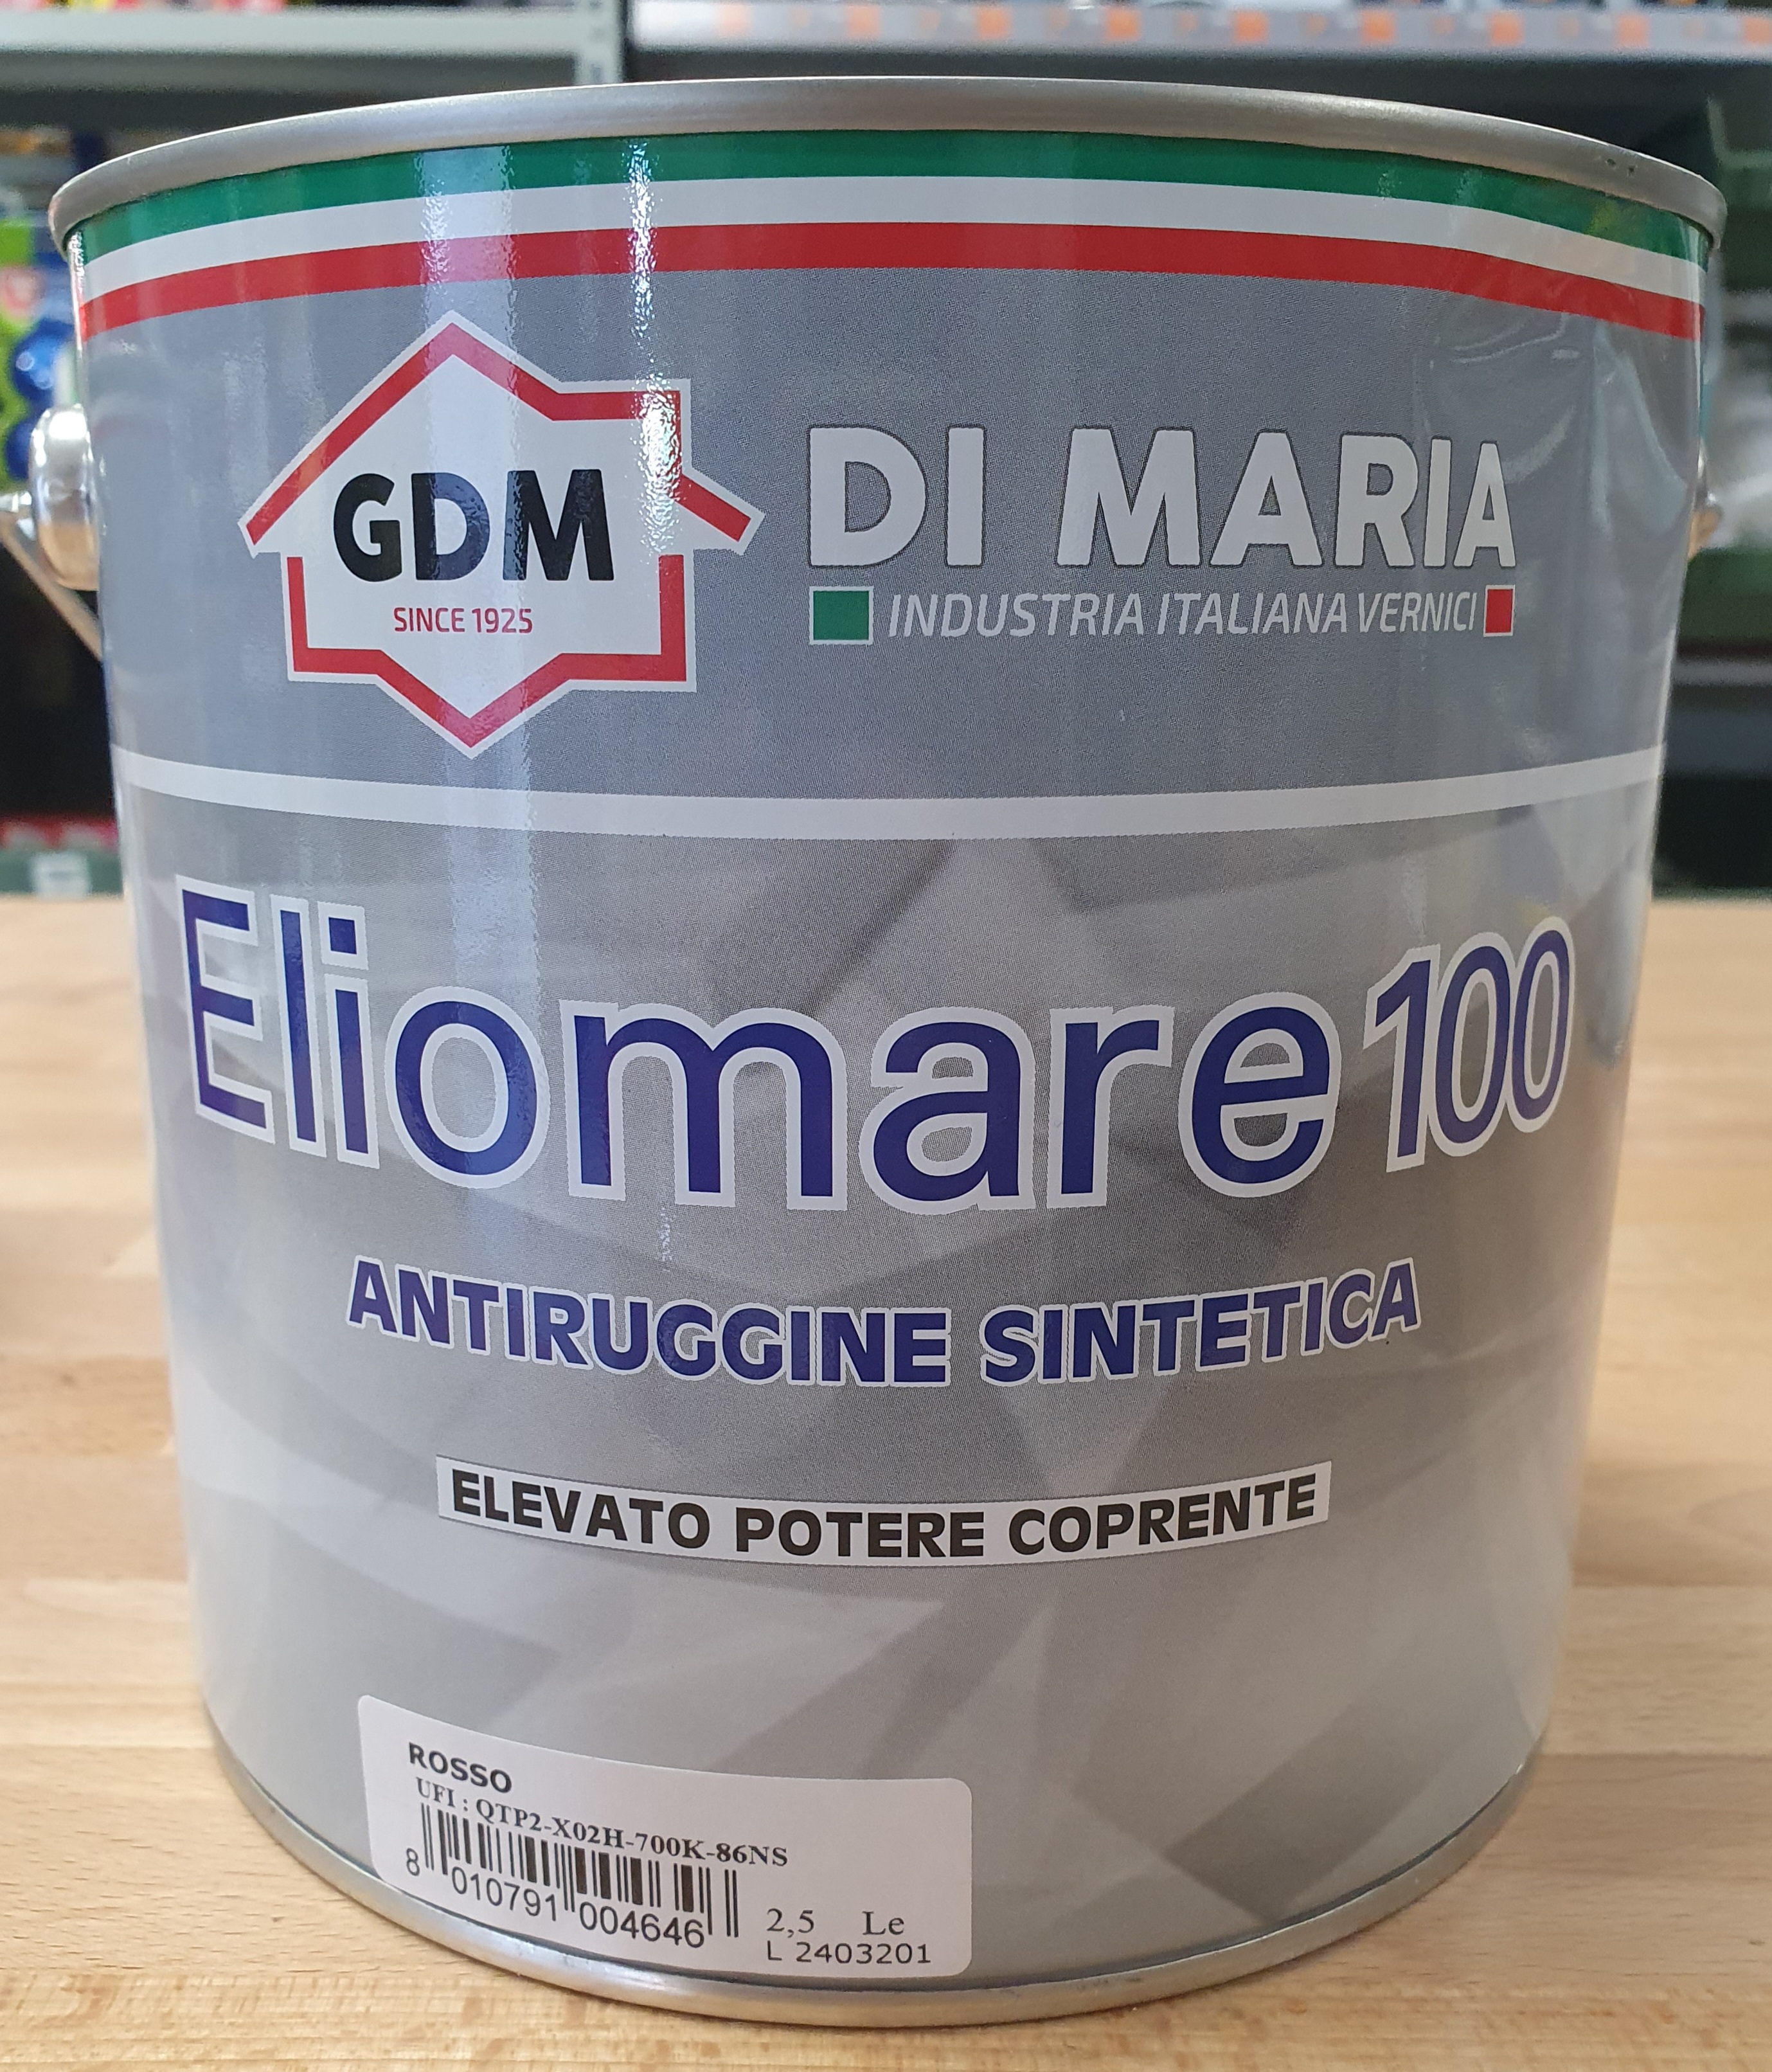 GDM
SINCE 1925
DI MARIA
INDUSTRIA ITALIANA VERNICI
Eliomare 100
ANTIRUGGINE SINTETICA
ELEVATO POTERE COPRENTE
ROSSO
UFI : QTP2-X02H-700K-86NS
8 010791 004646
2,5 Le
L 2403201